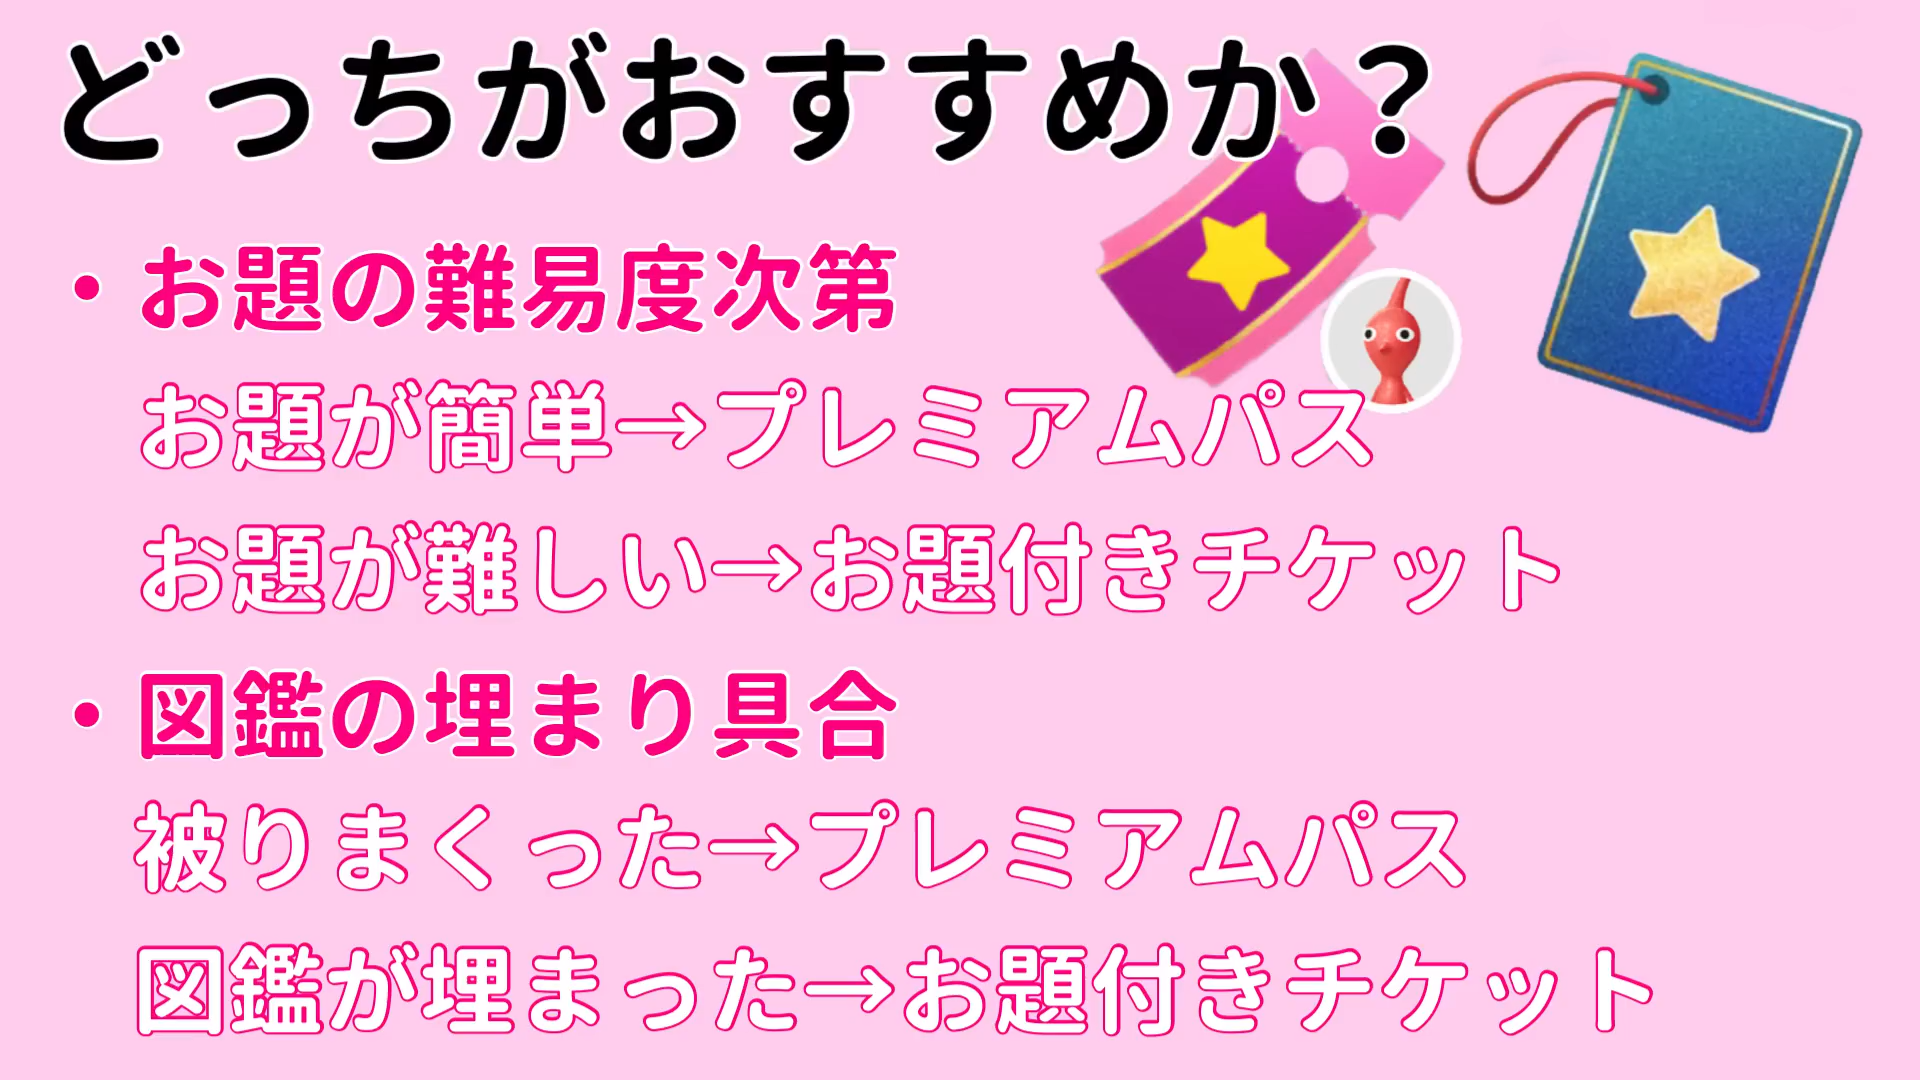 どっちがおすすめか？
・お題の難易度次第
お題が簡単→プレミアムパス
お題が難しい→お題付きチケット
・図鑑の埋まり具合
被りまくった→プレミアムパス
図鑑が埋まった→お題付きチケット